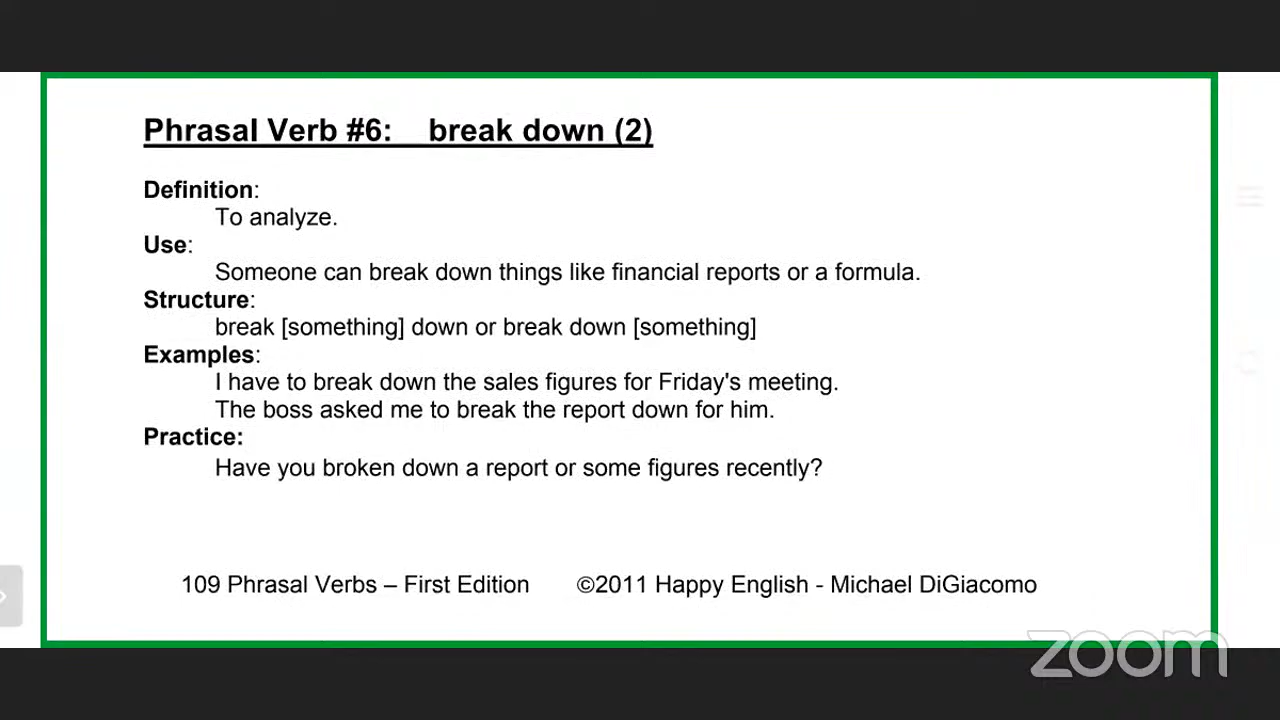 Phrasal Verb #6: break down (2)
Definition:
To analyze.
Use:
Someone can break down things like financial reports or a formula.
Structure:
break [something] down or break down [something]
Examples:
I have to break down the sales figures for Friday's meeting.
The boss asked me to break the report down for him.
Practice:
Have you broken down a report or some figures recently?
109 Phrasal Verbs – First Edition ©2011 Happy English - Michael DiGiacomo
zoom